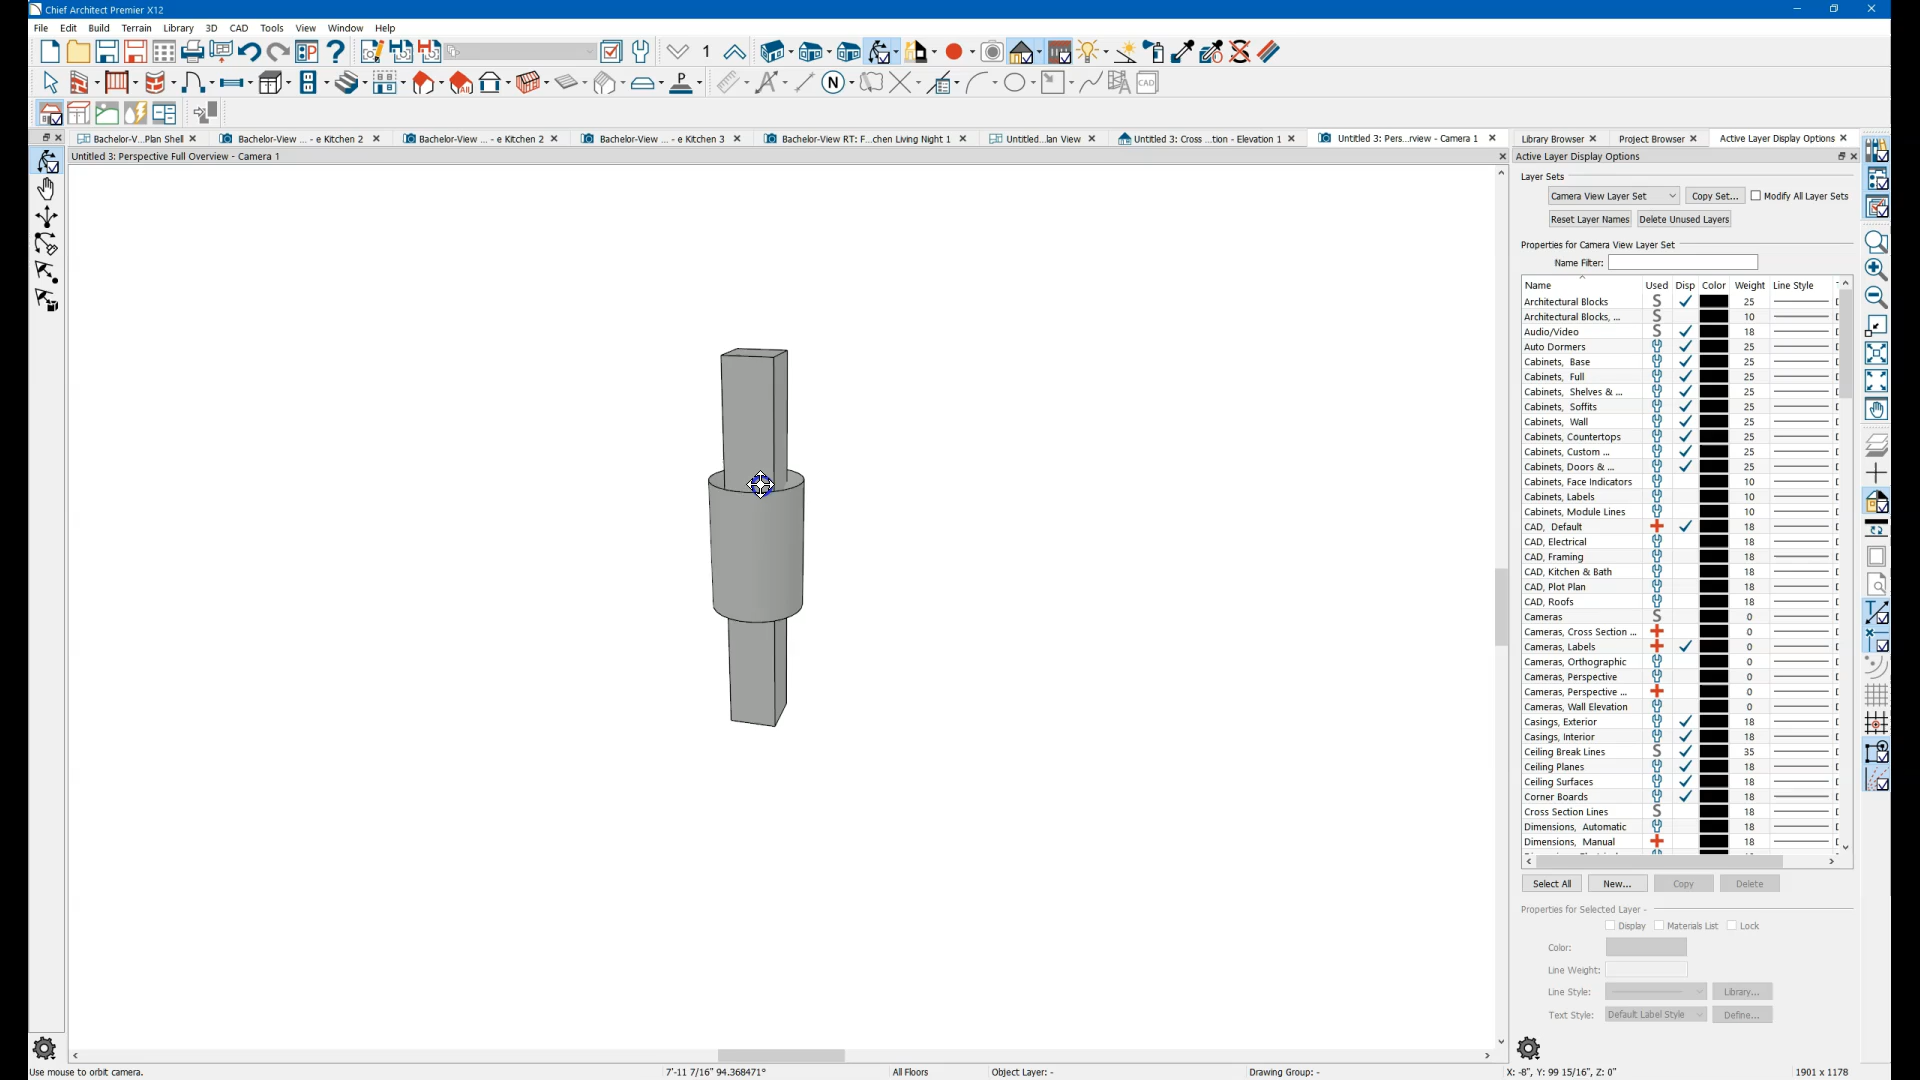 Chief Architect Premier X12
File Edit Build Terrain Library 3D CAD Tools View Window Help
1
N
P
CAD
Bachelor-V...Plan Shell
Bachelor-View ... - e Kitchen 2
Bachelor-View ... - e Kitchen 2
Bachelor-View ... - e Kitchen 3
Bachelor-View RT: F...chen Living Night 1
Untitled...lan View
Untitled 3: Cross ...tion - Elevation 1
Untitled 3: Pers...rview - Camera 1
Library Browser
Project Browser
Active Layer Display Options
Untitled 3: Perspective Full Overview - Camera 1
Active Layer Display Options
Layer Sets
Camera View Layer Set Copy Set... Modify All Layer Sets
Reset Layer Names Delete Unused Layers
Properties for Camera View Layer Set
Name Filter:
Name Used Disp Color Weight Line Style
Architectural Blocks S 25
Architectural Blocks, ... S 10
Audio/Video S 18
Auto Dormers 25
Cabinets, Base 25
Cabinets, Full 25
Cabinets, Shelves & ... 25
Cabinets, Soffits 25
Cabinets, Wall 25
Cabinets, Countertops 25
Cabinets, Custom ... 25
Cabinets, Doors & ... 25
Cabinets, Face Indicators 10
Cabinets, Labels 10
Cabinets, Module Lines 10
CAD, Default 18
CAD, Electrical 18
CAD, Framing 18
CAD, Kitchen & Bath 18
CAD, Plot Plan 18
CAD, Roofs 18
Cameras S 0
Cameras, Cross Section ... 0
Cameras, Labels 0
Cameras, Orthographic 0
Cameras, Perspective 0
Cameras, Perspective ... 0
Cameras, Wall Elevation 0
Casings, Exterior 18
Casings, Interior 18
Ceiling Break Lines S 35
Ceiling Planes 18
Ceiling Surfaces 18
Corner Boards 18
Cross Section Lines S 18
Dimensions, Automatic 18
Dimensions, Manual 18
Select All New... Copy Delete
Properties for Selected Layer -
Display Materials List Lock
Color:
Line Weight:
Line Style: Library...
Text Style: Default Label Style Define...
Use mouse to orbit camera. 7'-11 7/16" 94.368471° All Floors Object Layer: - Drawing Group: - X: -8", Y: 99 15/16", Z: 0" 1901 x 1178